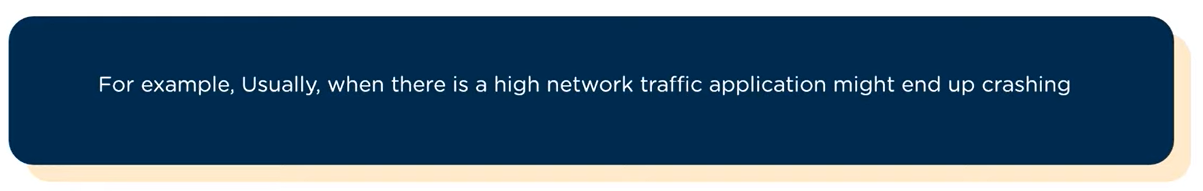 For example, Usually, when there is a high network traffic application might end up crashing